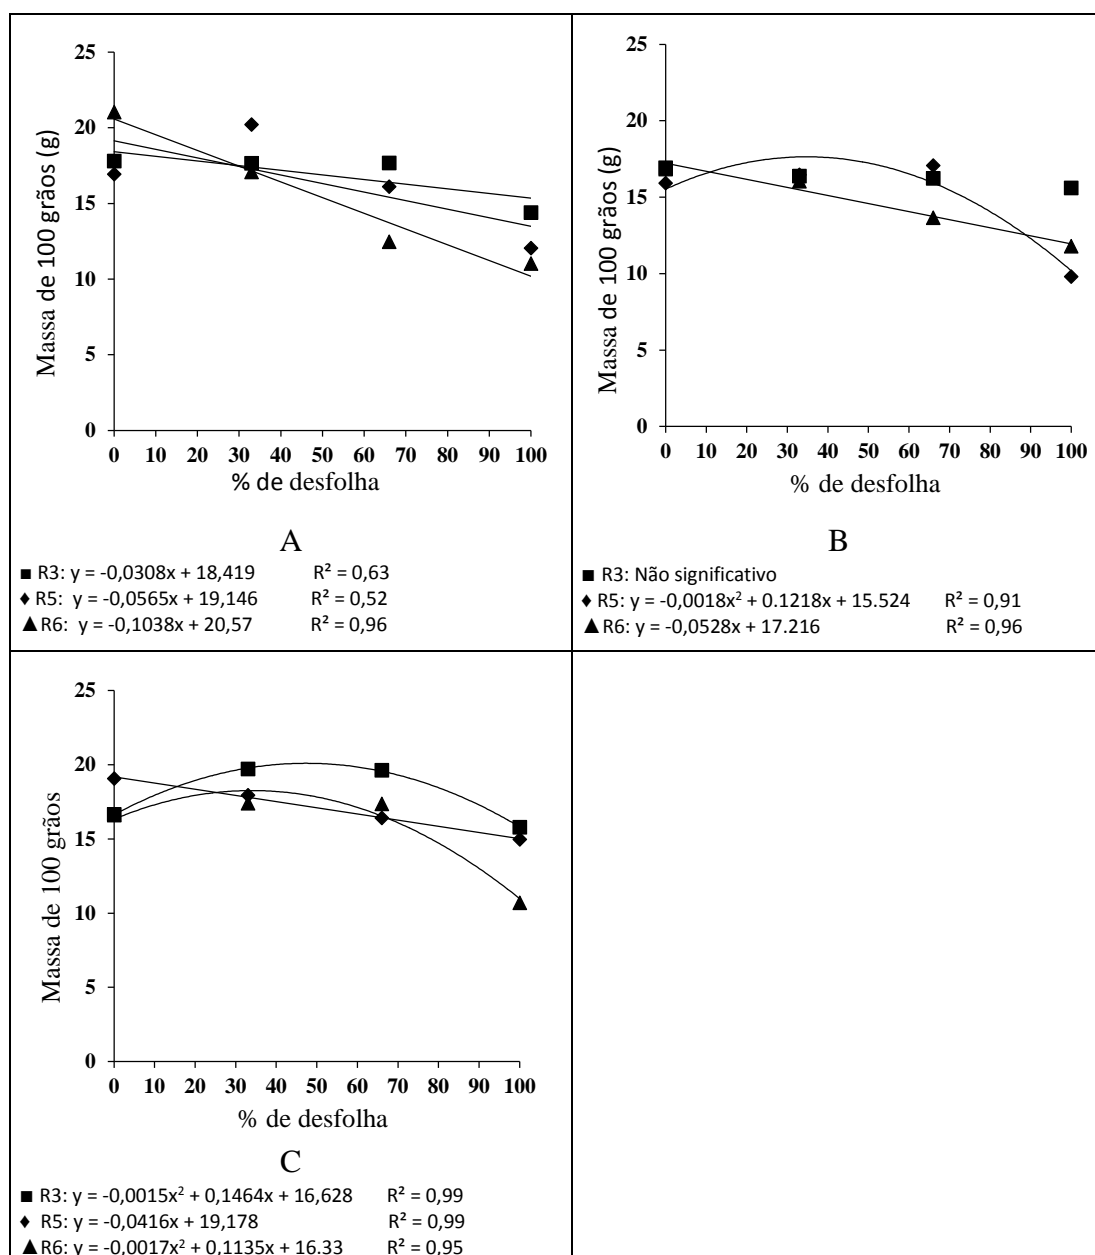 25
20
15
10
5
0
Massa de 100 grãos (g)
0 10 20 30 40 50 60 70 80 90 100
% de desfolha
A
■ R3: y = -0,0308x + 18,419 R² = 0,63
♦ R5: y = -0,0565x + 19,146 R² = 0,52
▲ R6: y = -0,1038x + 20,57 R² = 0,96
25
20
15
10
5
0
Massa de 100 grãos (g)
0 10 20 30 40 50 60 70 80 90 100
% de desfolha
B
■ R3: Não significativo
♦ R5: y = -0,0018x² + 0.1218x + 15.524 R² = 0,91
▲ R6: y = -0,0528x + 17.216 R² = 0,96
25
20
15
10
5
0
Massa de 100 grãos
0 10 20 30 40 50 60 70 80 90 100
% de desfolha
C
■ R3: y = -0,0015x² + 0,1464x + 16,628 R² = 0,99
♦ R5: y = -0,0416x + 19,178 R² = 0,99
▲ R6: y = -0,0017x² + 0,1135x + 16.33 R² = 0,95